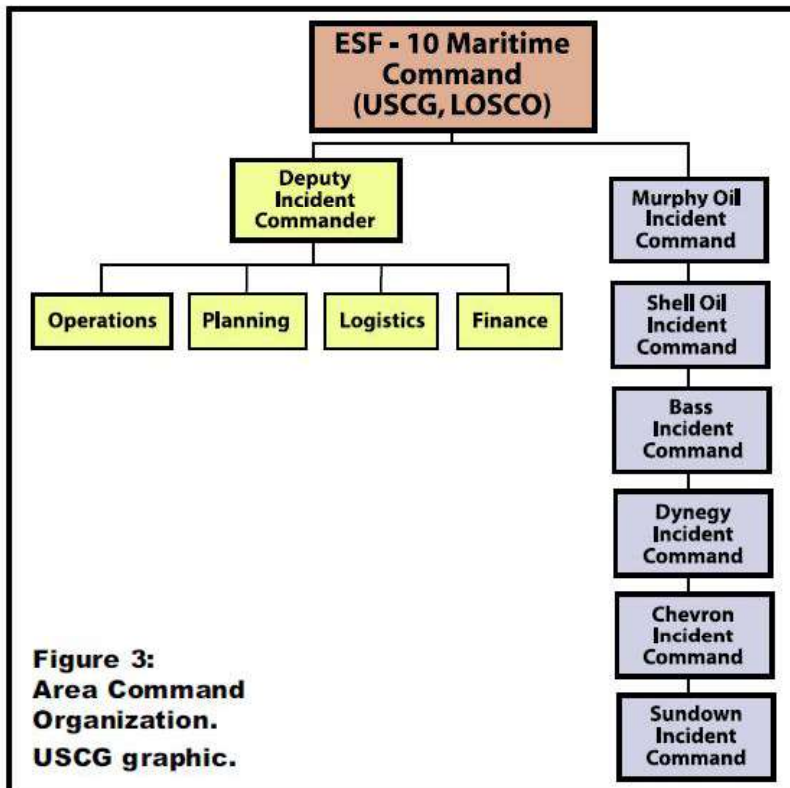 ESF - 10 Maritime
Command
(USCG, LOSCO)
Deputy
Incident
Commander
Operations
Planning
Logistics
Finance
Murphy Oil
Incident
Command
Shell Oil
Incident
Command
Bass
Incident
Command
Dynegy
Incident
Command
Chevron
Incident
Command
Sundown
Incident
Command
Figure 3:
Area Command
Organization.
USCG graphic.